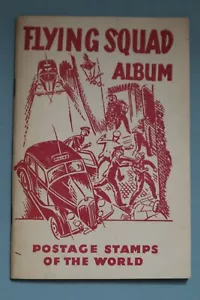 FLYING SQUAD
ALBUM
POSTAGE STAMPS
OF THE WORLD